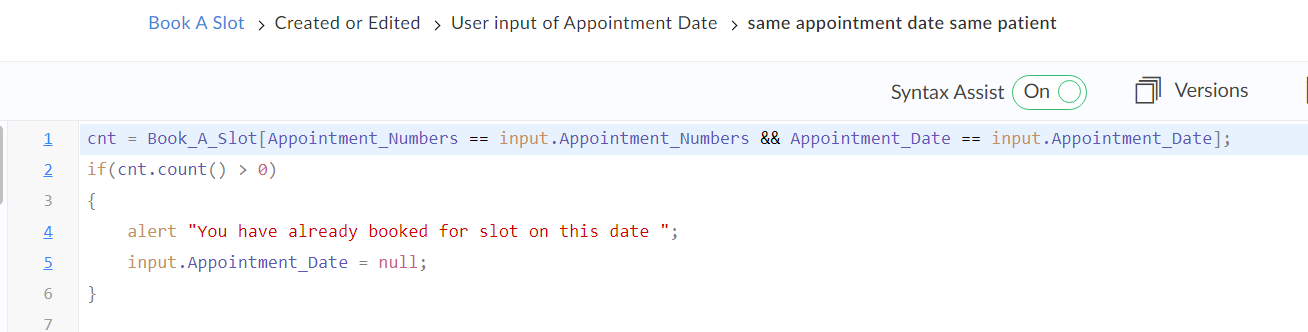 Book A Slot > Created or Edited > User input of Appointment Date > same appointment date same patient
Syntax Assist On Versions
1 cnt = Book_A_Slot[Appointment_Numbers == input.Appointment_Numbers && Appointment_Date == input.Appointment_Date];
2 if(cnt.count() > 0)
3 {
4 alert "You have already booked for slot on this date ";
5 input.Appointment_Date = null;
6 }
7